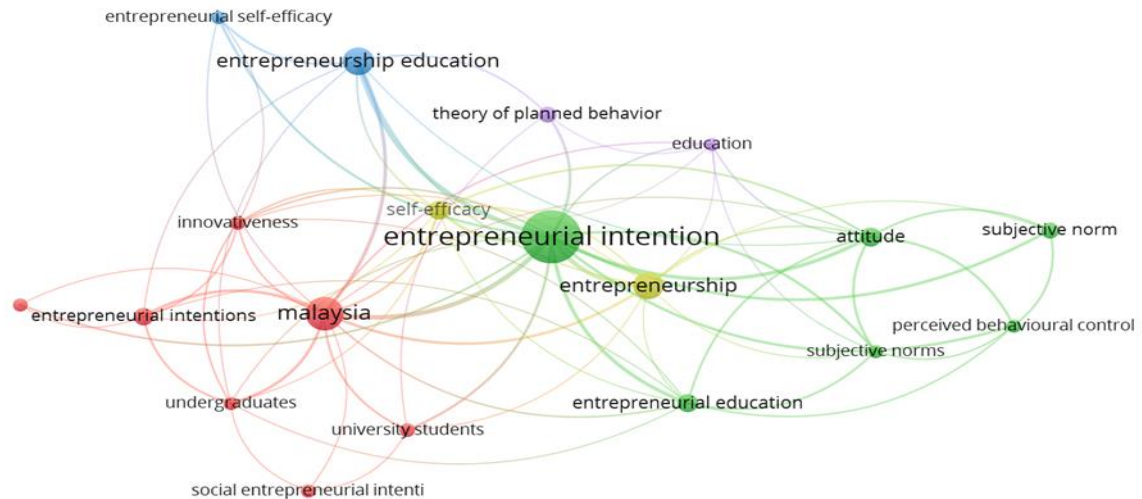 entrepreneurial self-efficacy
entrepreneurship education
theory of planned behavior
education
self-efficacy
innovativeness
entrepreneurial intention
attitude
subjective norm
entrepreneurship
entrepreneurial intentions
malaysia
perceived behavioural control
subjective norms
undergraduates
entrepreneurial education
university students
social entrepreneurial intenti